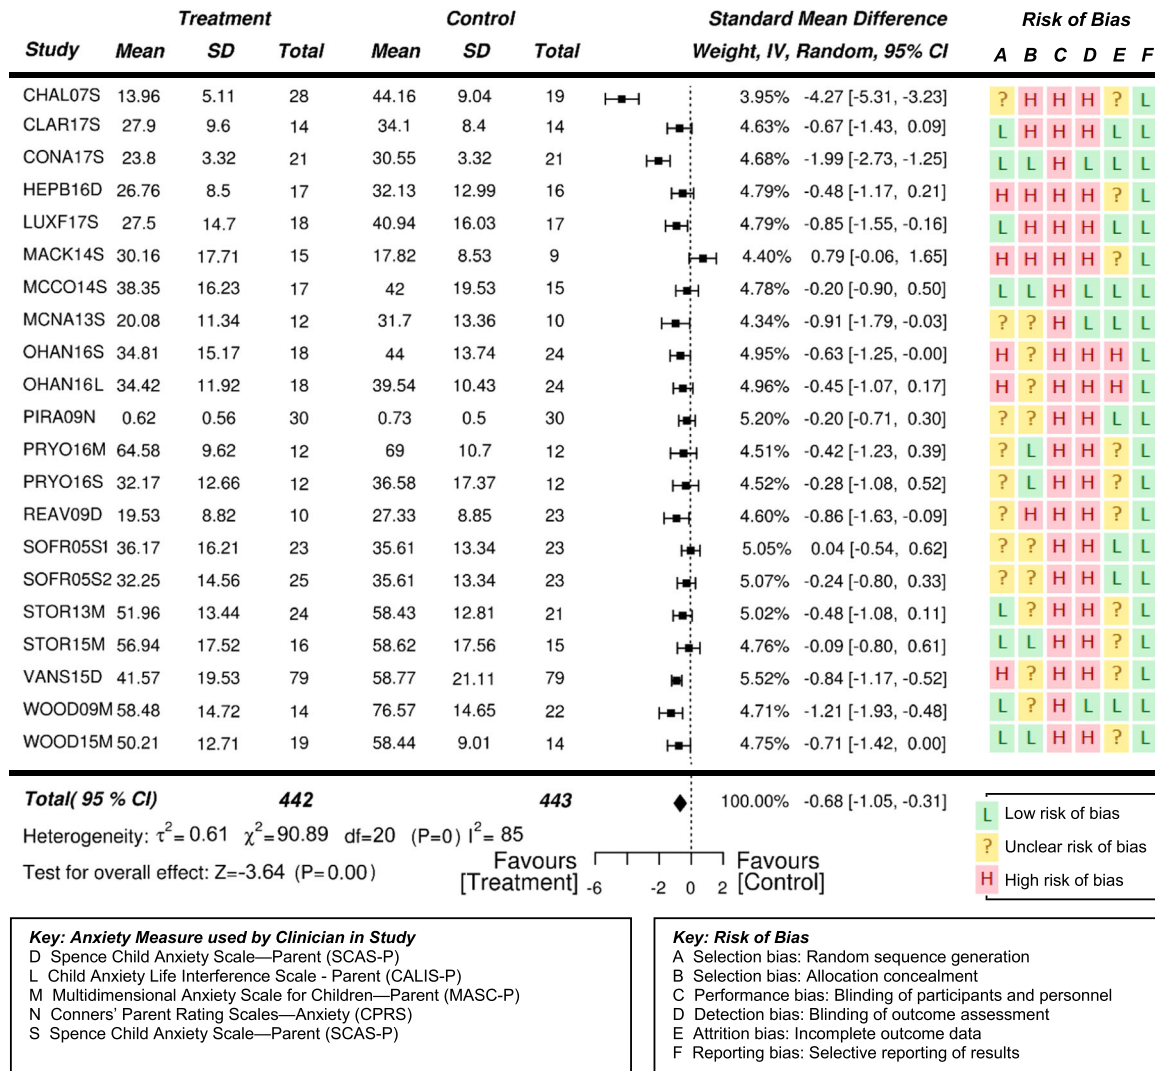 Treatment Control Standard Mean Difference Risk of Bias
Study Mean SD Total Mean SD Total Weight, IV, Random, 95% CI A B C D E F
CHAL07S 13.96 5.11 28 44.16 9.04 19 3.95% -4.27 [-5.31, -3.23] ? H H H ? L
CLAR17S 27.9 9.6 14 34.1 8.4 14 4.63% -0.67 [-1.43, 0.09] L H H H L L
CONA17S 23.8 3.32 21 30.55 3.32 21 4.68% -1.99 [-2.73, -1.25] L L H L L L
HEPB16D 26.76 8.5 17 32.13 12.99 16 4.79% -0.48 [-1.17, 0.21] H H H H ? L
LUXF17S 27.5 14.7 18 40.94 16.03 17 4.79% -0.85 [-1.55, -0.16] L H H H L L
MACK14S 30.16 17.71 15 17.82 8.53 9 4.40% 0.79 [-0.06, 1.65] H H H H ? L
MCCO14S 38.35 16.23 17 42 19.53 15 4.78% -0.20 [-0.90, 0.50] L L H L L L
MCNA13S 20.08 11.34 12 31.7 13.36 10 4.34% -0.91 [-1.79, -0.03] ? ? H L L L
OHAN16S 34.81 15.17 18 44 13.74 24 4.95% -0.63 [-1.25, -0.00] H ? H H H L
OHAN16L 34.42 11.92 18 39.54 10.43 24 4.96% -0.45 [-1.07, 0.17] H ? H H H L
PIRA09N 0.62 0.56 30 0.73 0.5 30 5.20% -0.20 [-0.71, 0.30] ? ? H H L L
PRYO16M 64.58 9.62 12 69 10.7 12 4.51% -0.42 [-1.23, 0.39] ? L H H ? L
PRYO16S 32.17 12.66 12 36.58 17.37 12 4.52% -0.28 [-1.08, 0.52] ? L H H ? L
REAV09D 19.53 8.82 10 27.33 8.85 23 4.60% -0.86 [-1.63, -0.09] ? H H H ? L
SOFR05S1 36.17 16.21 23 35.61 13.34 23 5.05% 0.04 [-0.54, 0.62] ? ? H H L L
SOFR05S2 32.25 14.56 25 35.61 13.34 23 5.07% -0.24 [-0.80, 0.33] ? ? H H L L
STOR13M 51.96 13.44 24 58.43 12.81 21 5.02% -0.48 [-1.08, 0.11] L ? H H ? L
STOR15M 56.94 17.52 16 58.62 17.56 15 4.76% -0.09 [-0.80, 0.61] L L H H ? L
VANS15D 41.57 19.53 79 58.77 21.11 79 5.52% -0.84 [-1.17, -0.52] H ? H H ? L
WOOD09M 58.48 14.72 14 76.57 14.65 22 4.71% -1.21 [-1.93, -0.48] L ? H L L L
WOOD15M 50.21 12.71 19 58.44 9.01 14 4.75% -0.71 [-1.42, 0.00] L L H H ? L
Total( 95 % CI) 442 443 100.00% -0.68 [-1.05, -0.31]
Heterogeneity: τ²= 0.61 χ²=90.89 df=20 (P=0) I²= 85
Test for overall effect: Z=-3.64 (P=0.00)
Favours [Treatment] -6 -2 0 2 Favours [Control]
L Low risk of bias
? Unclear risk of bias
H High risk of bias
Key: Anxiety Measure used by Clinician in Study
D Spence Child Anxiety Scale—Parent (SCAS-P)
L Child Anxiety Life Interference Scale - Parent (CALIS-P)
M Multidimensional Anxiety Scale for Children—Parent (MASC-P)
N Conners' Parent Rating Scales—Anxiety (CPRS)
S Spence Child Anxiety Scale—Parent (SCAS-P)
Key: Risk of Bias
A Selection bias: Random sequence generation
B Selection bias: Allocation concealment
C Performance bias: Blinding of participants and personnel
D Detection bias: Blinding of outcome assessment
E Attrition bias: Incomplete outcome data
F Reporting bias: Selective reporting of results